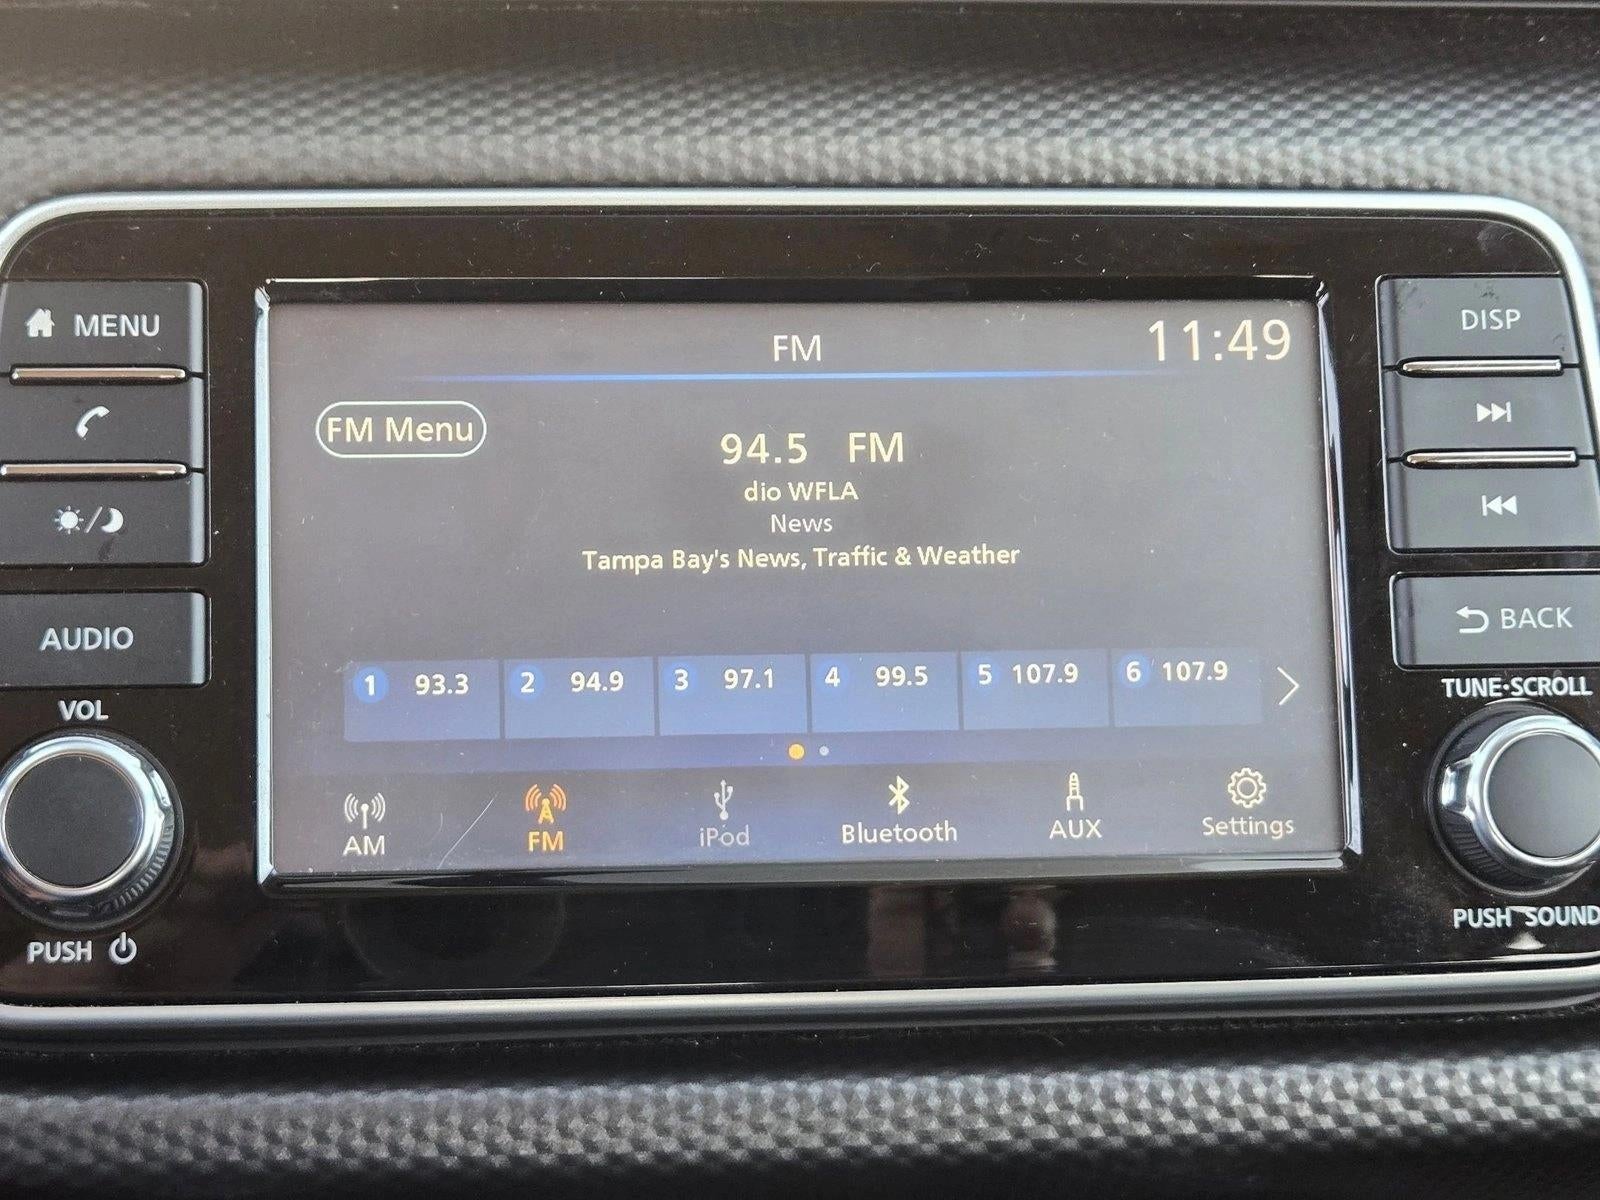 MENU
AUDIO
VOL
PUSH
FM
11:49
FM Menu
94.5 FM
dio WFLA
News
Tampa Bay's News, Traffic & Weather
1 93.3 2 94.9 3 97.1 4 99.5 5 107.9 6 107.9
AM FM iPod Bluetooth AUX Settings
DISP
BACK
TUNE·SCROLL
PUSH SOUND